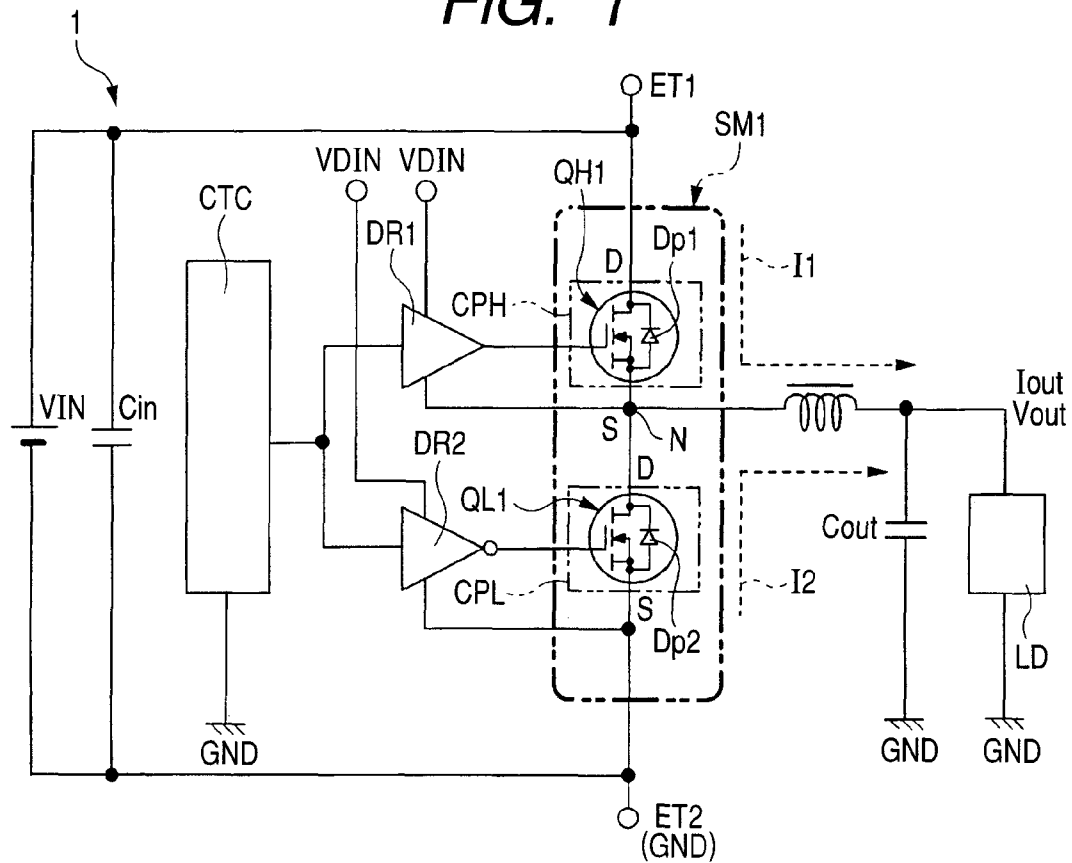 FIG. 1
1
ET1
SM1
VDIN VDIN
QH1
CTC
DR1
Dp1
D
I1
CPH
VIN
Cin
Iout
Vout
S
N
DR2
D
QL1
Cout
CPL
I2
S
Dp2
LD
GND
GND
GND
ET2
(GND)